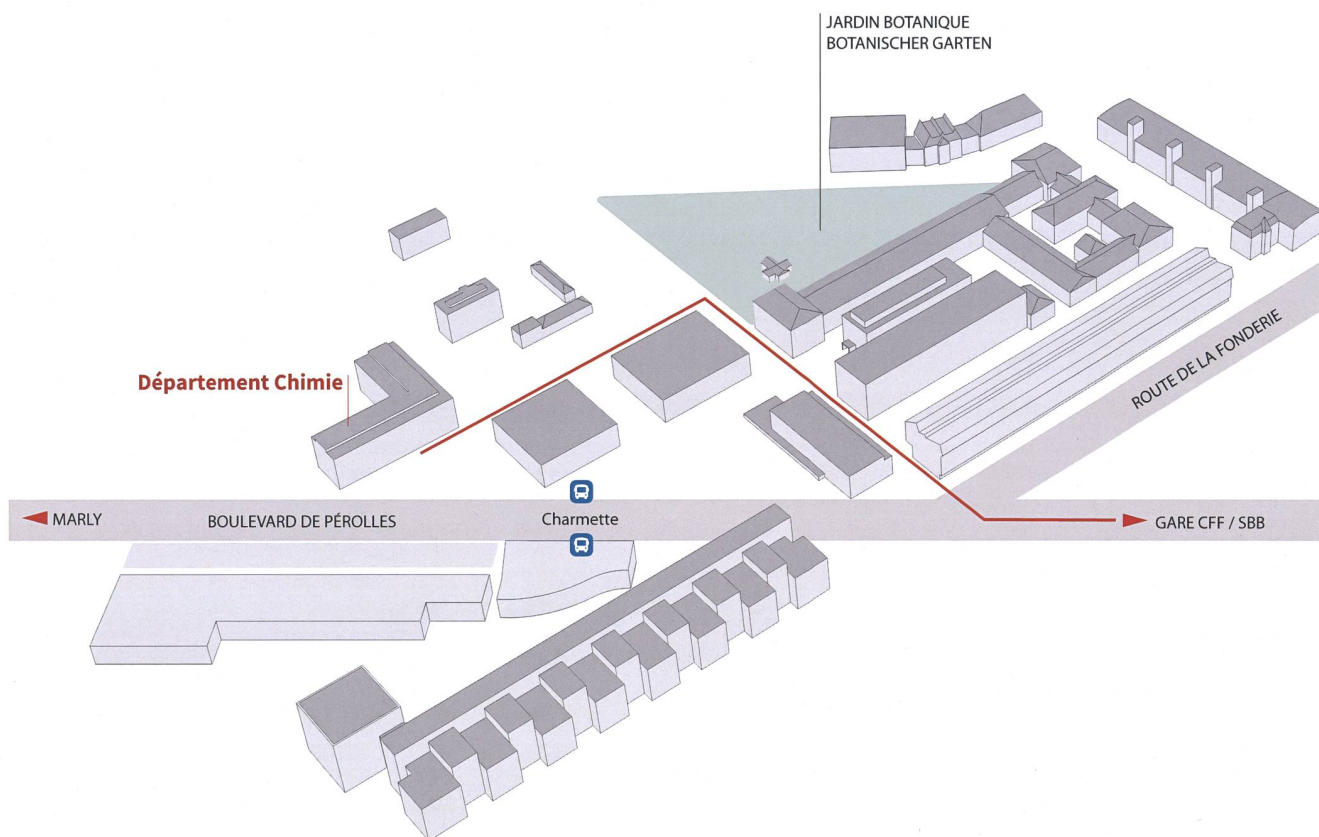 JARDIN BOTANIQUE
BOTANISCHER GARTEN
Département Chimie
ROUTE DE LA FONDERIE
MARLY
BOULEVARD DE PÉROLLES
Charmette
GARE CFF / SBB